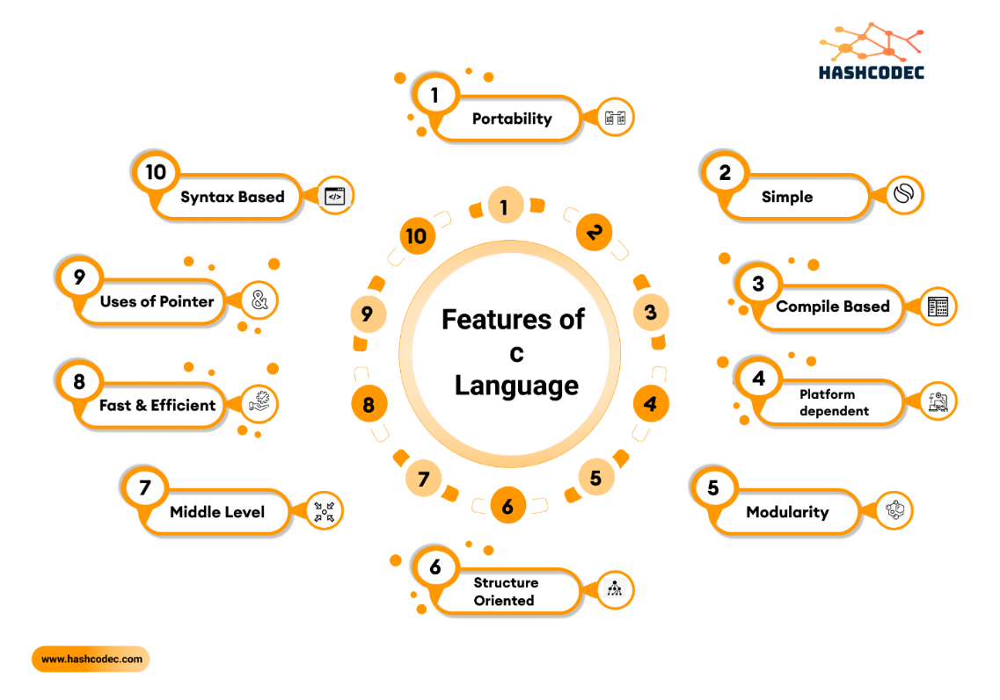 HASHCODEC
1
Portability
2
Simple
3
Compile Based
4
Platform
dependent
5
Modularity
6
Structure
Oriented
7
Middle Level
8
Fast & Efficient
9
Uses of Pointer
&
10
Syntax Based
</>
1
2
3
4
5
6
7
8
9
10
Features of
c
Language
www.hashcodec.com